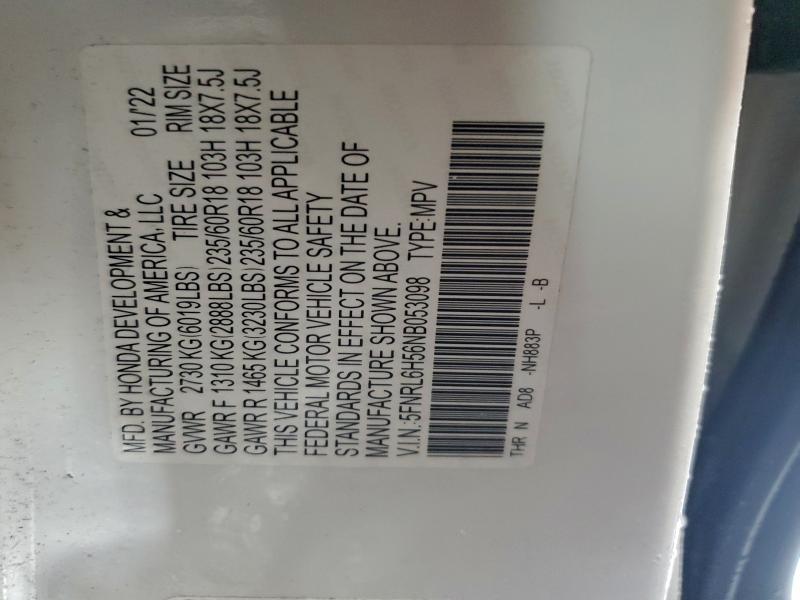 MFD. BY HONDA DEVELOPMENT &
MANUFACTURING OF AMERICA, LLC 01/'22
GVWR 2730 KG(6019LBS) TIRE SIZE RIM SIZE
GAWR F 1310 KG(2888LBS) 235/60R18 103H 18X7.5J
GAWR R 1465 KG(3230LBS) 235/60R18 103H 18X7.5J
THIS VEHICLE CONFORMS TO ALL APPLICABLE
FEDERAL MOTOR VEHICLE SAFETY
STANDARDS IN EFFECT ON THE DATE OF
MANUFACTURE SHOWN ABOVE.
V.I.N.:5FNRL6H56NB053098 TYPE:MPV
THR N AD8 -NH883P -L -B